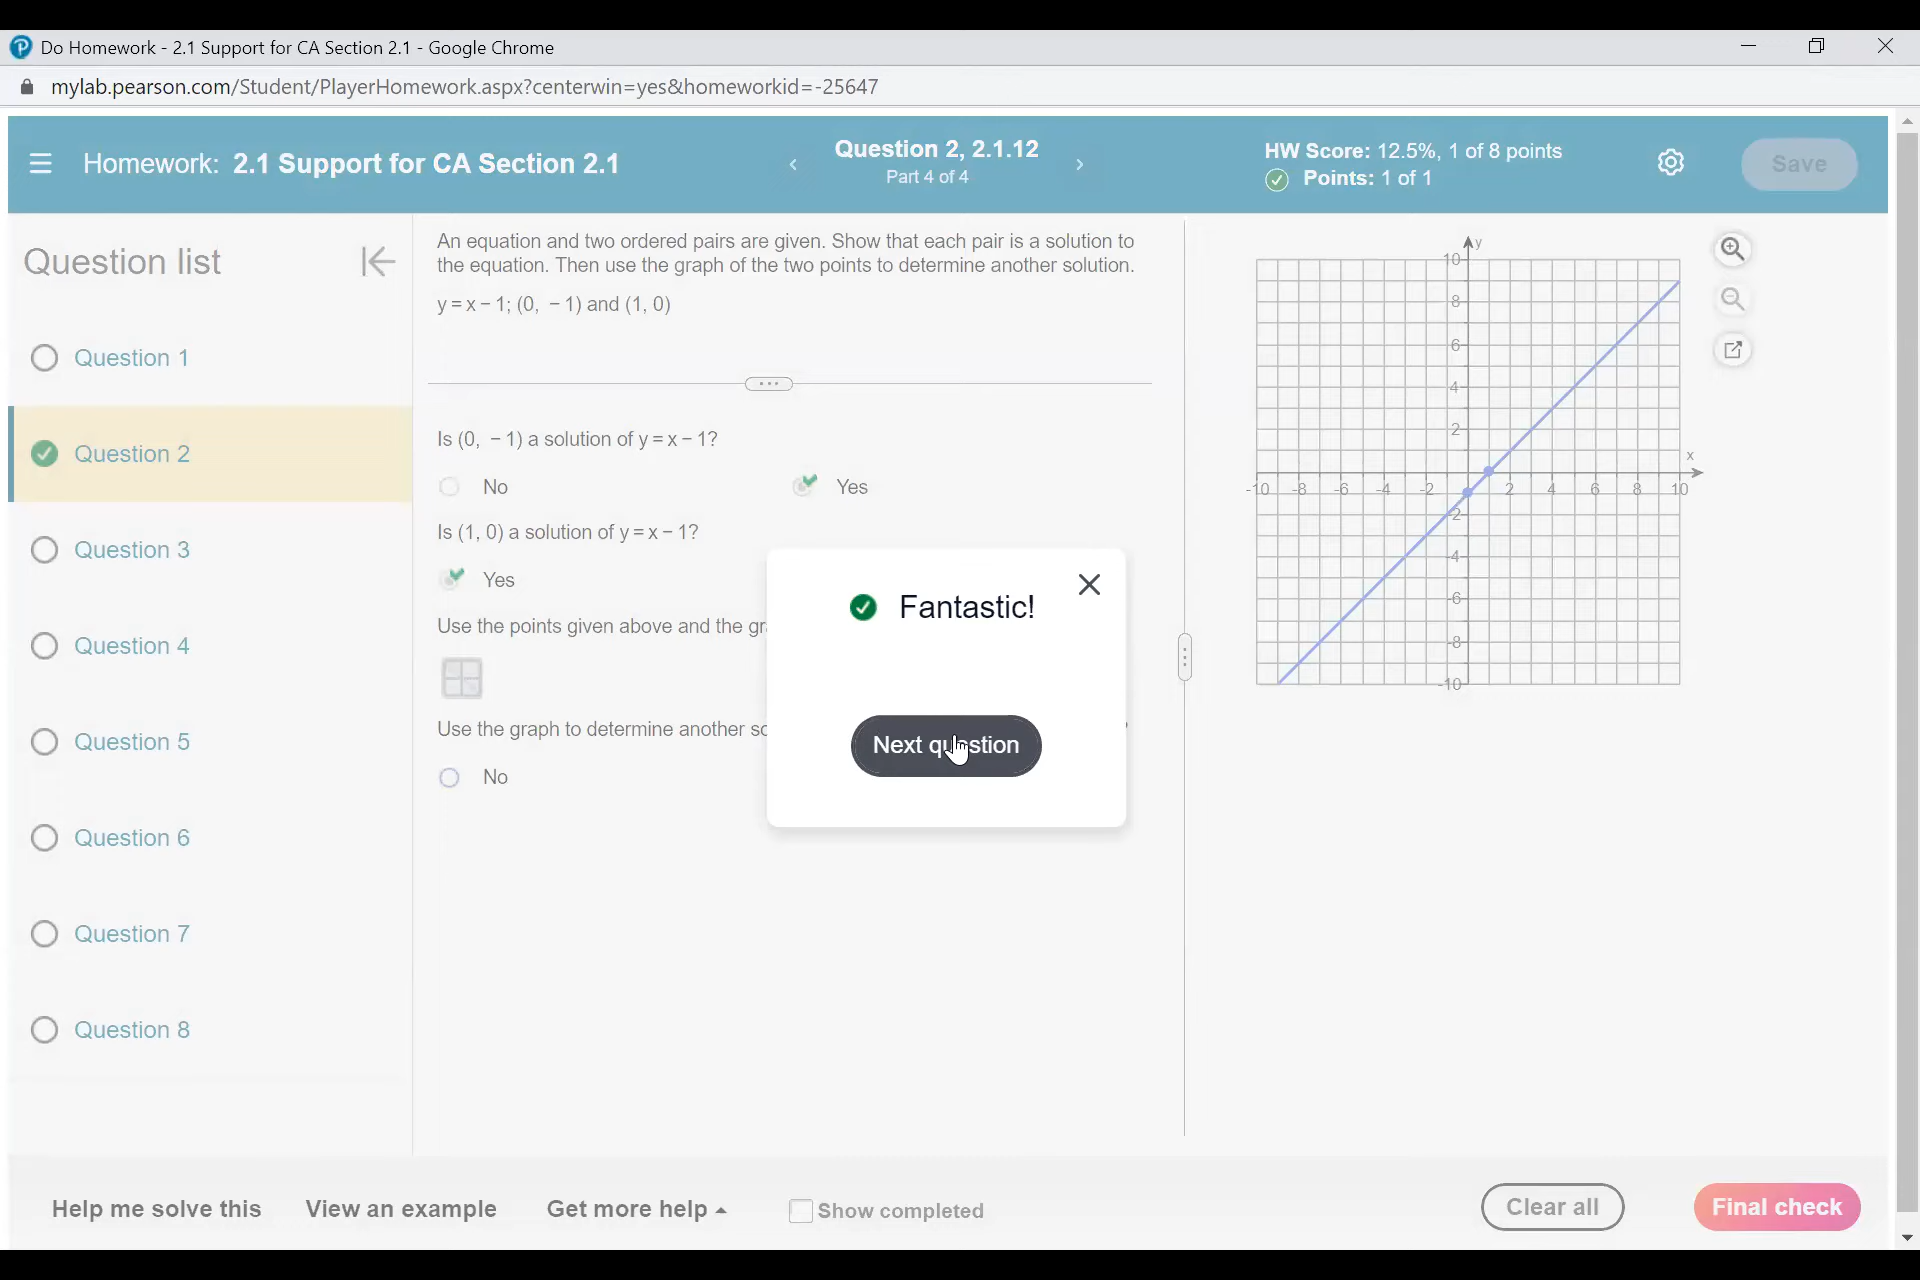 Do Homework - 2.1 Support for CA Section 2.1 - Google Chrome
mylab.pearson.com/Student/PlayerHomework.aspx?centerwin=yes&homeworkid=-25647
Homework: 2.1 Support for CA Section 2.1
Question 2, 2.1.12
Part 4 of 4
HW Score: 12.5%, 1 of 8 points
Points: 1 of 1
Save
Question list
Question 1
Question 2
Question 3
Question 4
Question 5
Question 6
Question 7
Question 8
An equation and two ordered pairs are given. Show that each pair is a solution to
the equation. Then use the graph of the two points to determine another solution.
y = x - 1; (0, - 1) and (1, 0)
Is (0, - 1) a solution of y = x - 1?
No
Yes
Is (1, 0) a solution of y = x - 1?
Yes
Use the points given above and the
Use the graph to determine another
No
Fantastic!
Next question
y
10
8
6
4
2
x
-10 -8 -6 -4 -2 2 4 6 8 10
-2
-4
-6
-8
-10
Help me solve this
View an example
Get more help
Show completed
Clear all
Final check